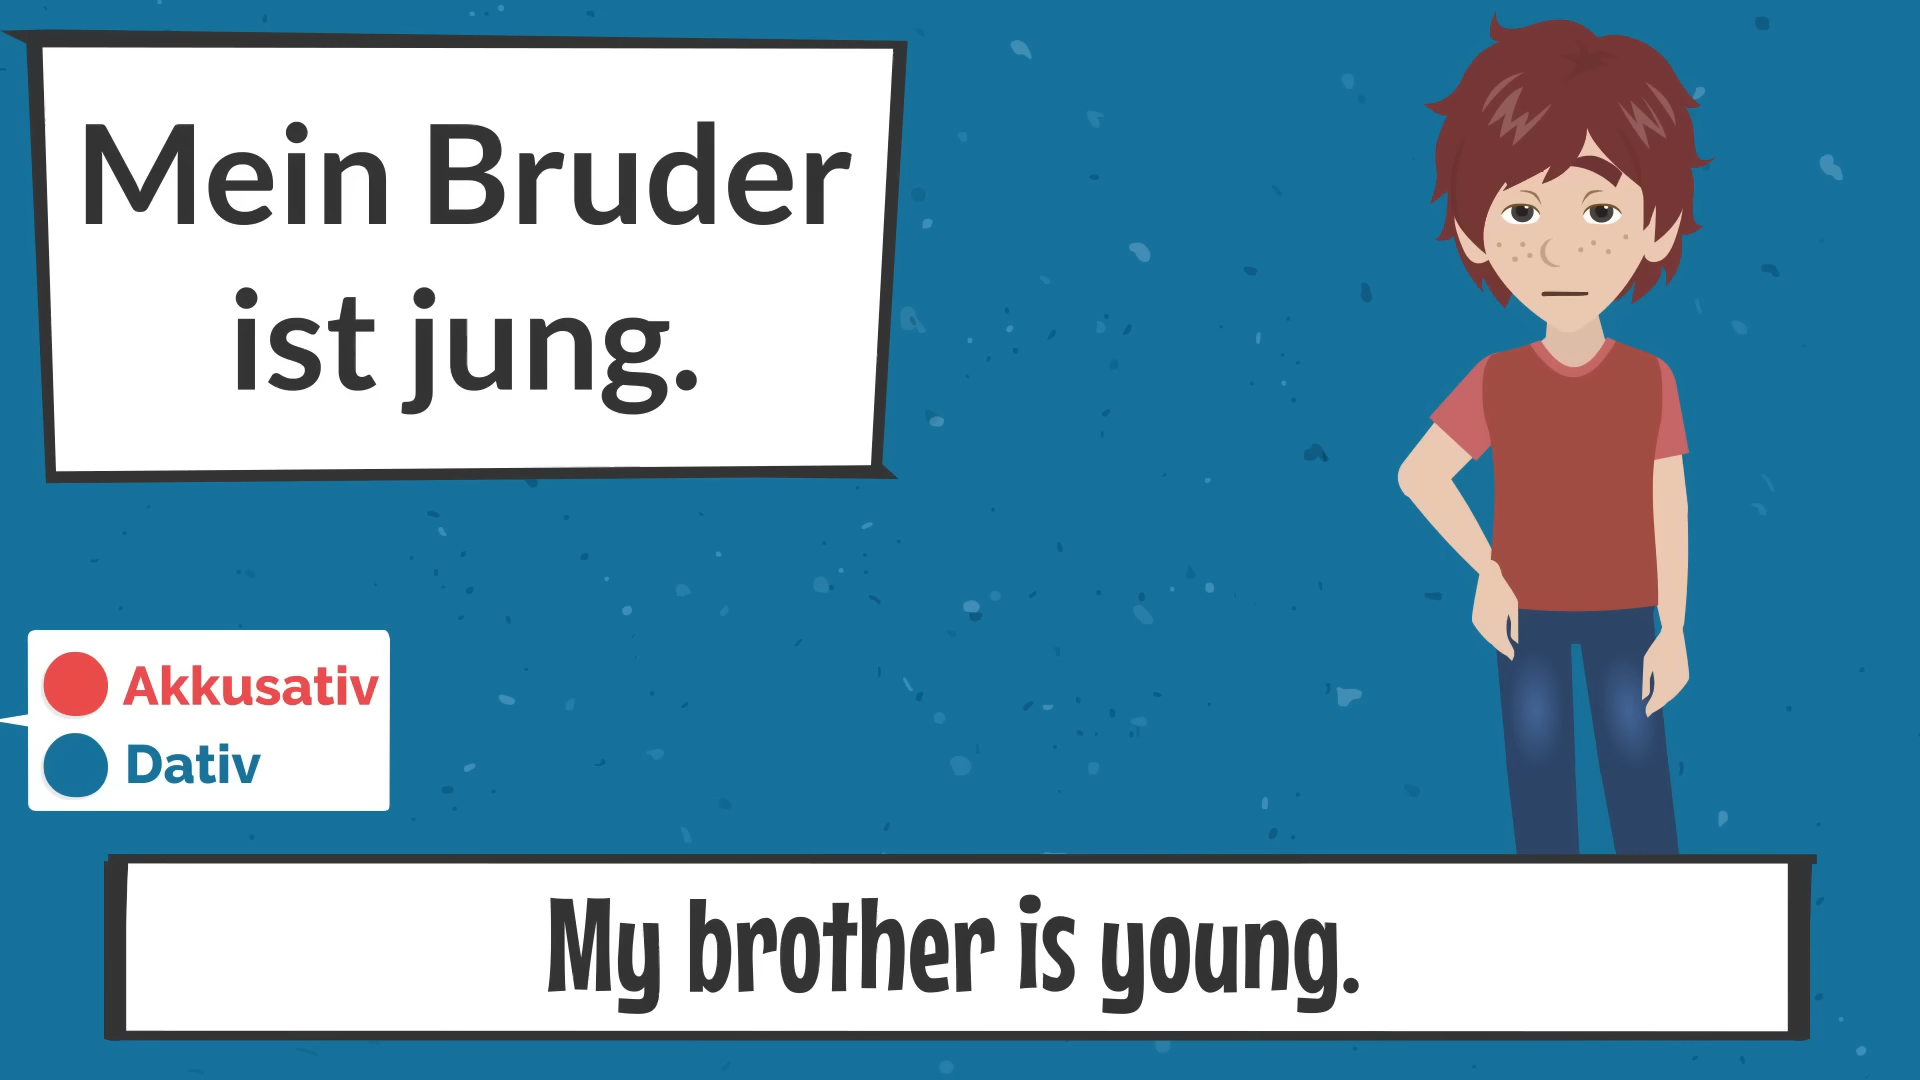 Mein Bruder
ist jung.
Akkusativ
Dativ
My brother is young.